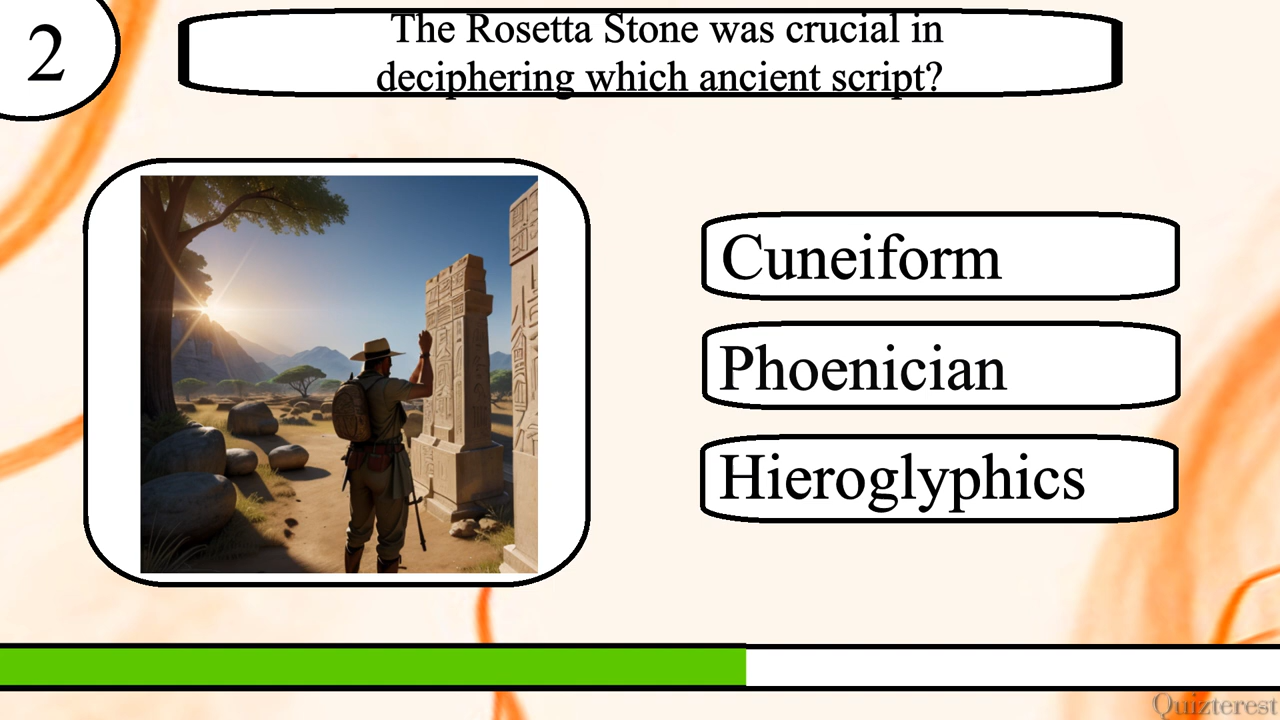 2
The Rosetta Stone was crucial in
deciphering which ancient script?
Cuneiform
Phoenician
Hieroglyphics
Quizterest